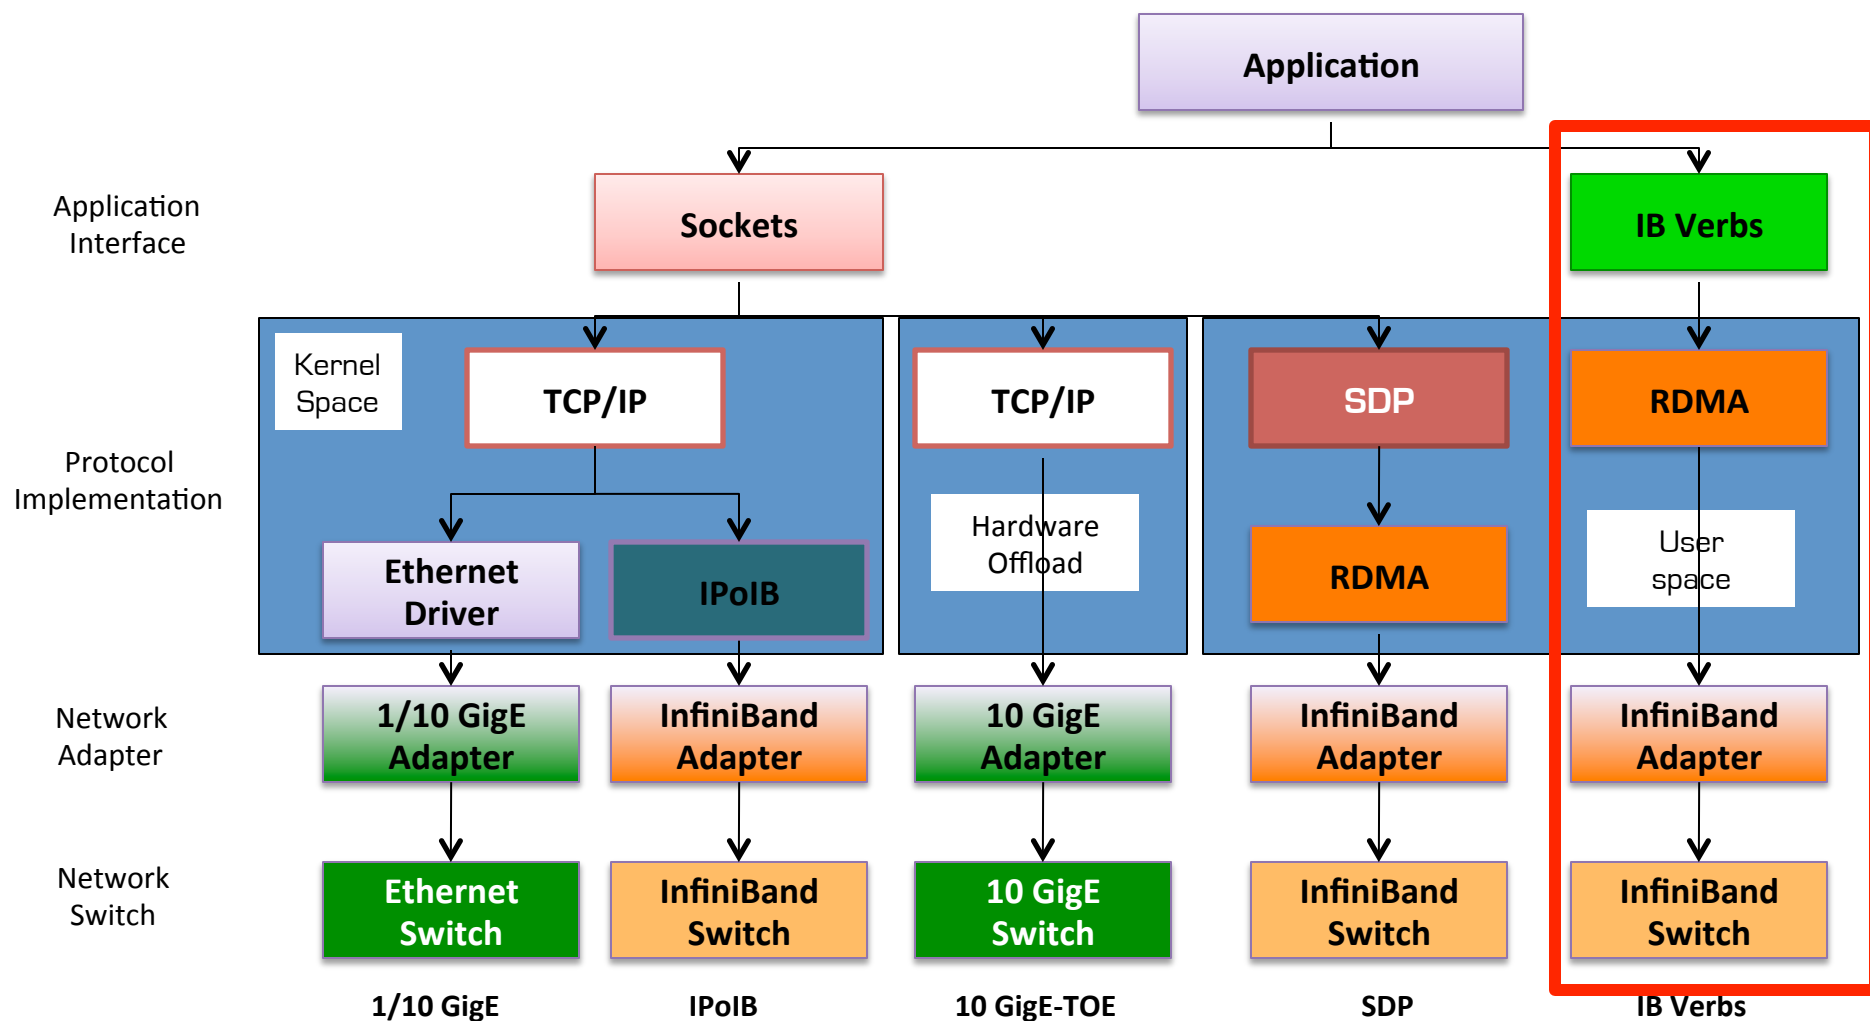 Application
Application
Interface
Sockets
IB Verbs
Protocol
Implementation
Kernel
Space
TCP/IP
TCP/IP
SDP
RDMA
Hardware
Offload
User
space
Ethernet
Driver
IPoIB
RDMA
Network
Adapter
1/10 GigE
Adapter
InfiniBand
Adapter
10 GigE
Adapter
InfiniBand
Adapter
InfiniBand
Adapter
Network
Switch
Ethernet
Switch
InfiniBand
Switch
10 GigE
Switch
InfiniBand
Switch
InfiniBand
Switch
1/10 GigE
IPoIB
10 GigE-TOE
SDP
IB Verbs